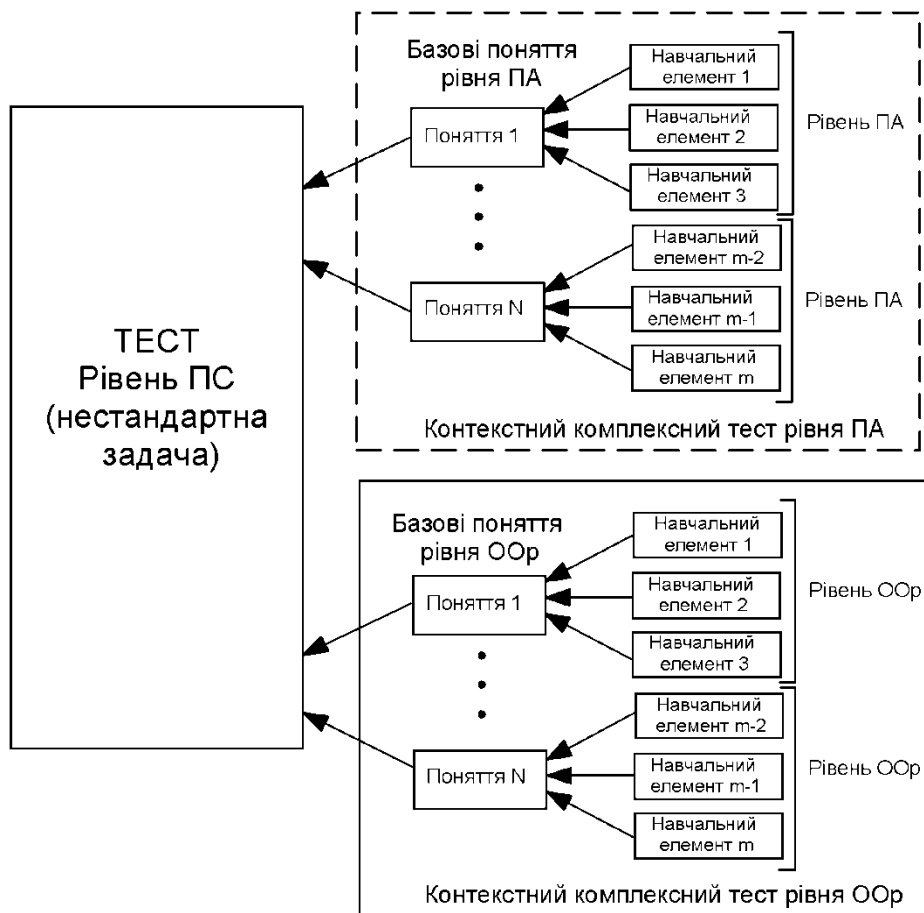 Базові поняття
рівня ПА
Навчальний
елемент 1
Поняття 1
Навчальний
елемент 2
Рівень ПА
Навчальний
елемент 3
Навчальний
елемент m-2
Поняття N
Навчальний
елемент m-1
Рівень ПА
Навчальний
елемент m
Контекстний комплексний тест рівня ПА
ТЕСТ
Рівень ПС
(нестандартна
задача)
Базові поняття
рівня ООр
Навчальний
елемент 1
Поняття 1
Навчальний
елемент 2
Рівень ООр
Навчальний
елемент 3
Навчальний
елемент m-2
Поняття N
Навчальний
елемент m-1
Рівень ООр
Навчальний
елемент m
Контекстний комплексний тест рівня ООр